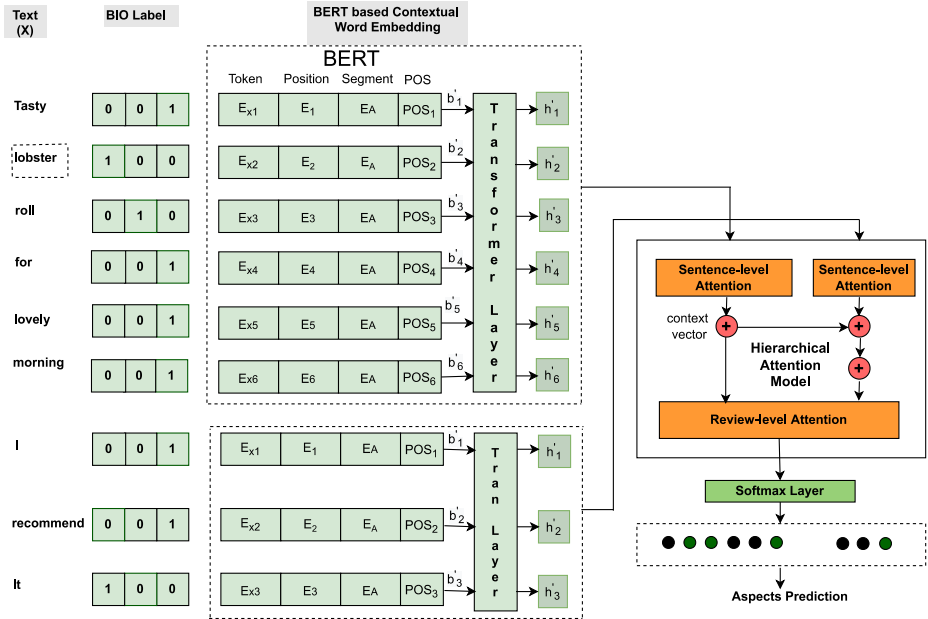 Text
(X)
BIO Label
BERT based Contextual
Word Embedding
BERT
Token Position Segment POS
Tasty 0 0 1 Ex1 E1 EA POS1 b'1 h'1
lobster 1 0 0 Ex2 E2 EA POS2 b'2 h'2
roll 0 1 0 Ex3 E3 EA POS3 b'3 h'3
for 0 0 1 Ex4 E4 EA POS4 b'4 h'4
lovely 0 0 1 Ex5 E5 EA POS5 b'5 h'5
morning 0 0 1 Ex6 E6 EA POS6 b'6 h'6
Transformer Layer
I 0 0 1 Ex1 E1 EA POS1 b'1 h'1
recommend 0 0 1 Ex2 E2 EA POS2 b'2 h'2
It 1 0 0 Ex3 E3 EA POS3 b'3 h'3
Tran Layer
Sentence-level
Attention
Sentence-level
Attention
context
vector
+ + +
Hierarchical
Attention
Model
Review-level Attention
Softmax Layer
Aspects Prediction